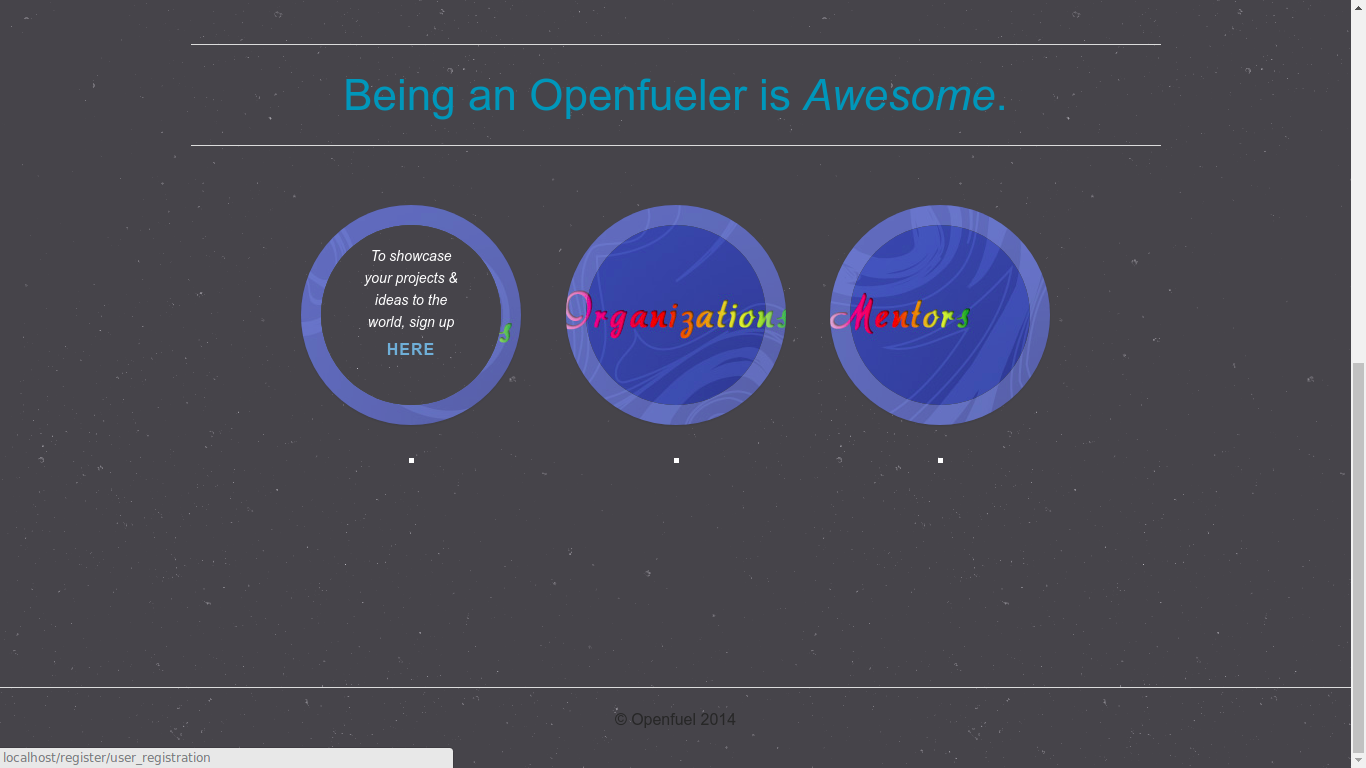 Being an Openfueler is Awesome.
To showcase
your projects &
ideas to the
world, sign up
HERE
s
Organizations
Mentors
© Openfuel 2014
localhost/register/user_registration